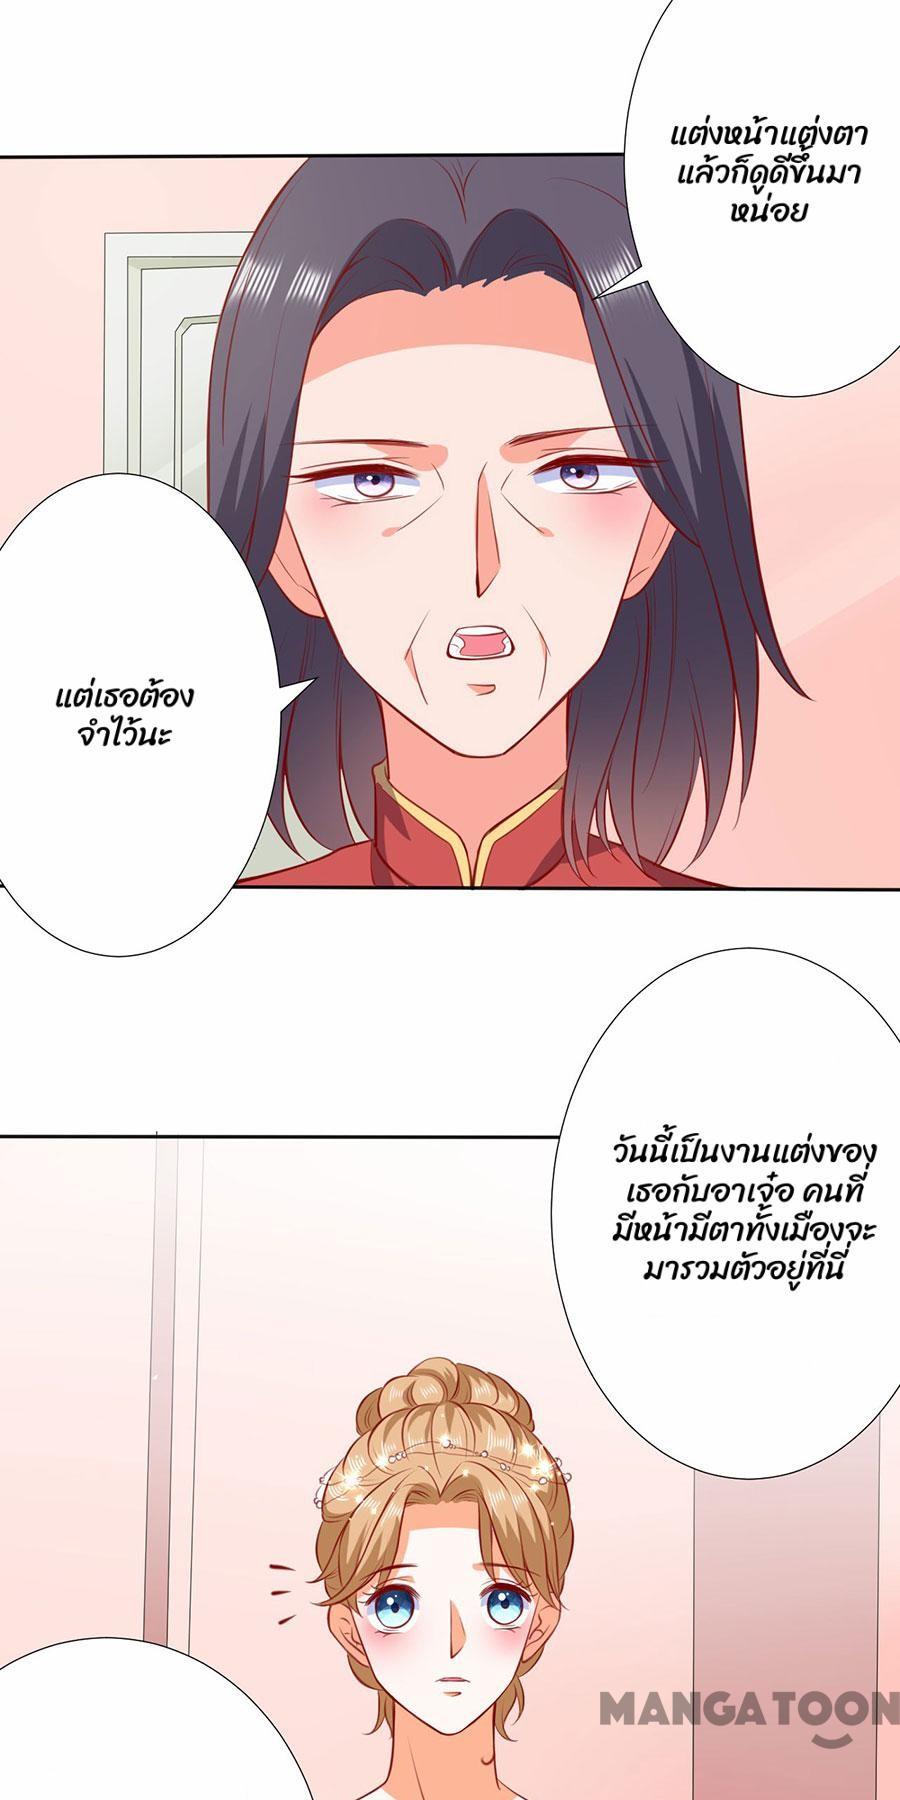 แต่งหน้าแต่งตา
แล้วก็ดูดีขึ้นมา
หน่อย
แต่เธอต้อง
จำไว้นะ
วันนี้เป็นงานแต่งของ
เธอกับอาเจ๋อ คนที่
มีหน้ามีตาทั้งเมืองจะ
มารวมตัวอยู่ที่นี่
MANGATOON